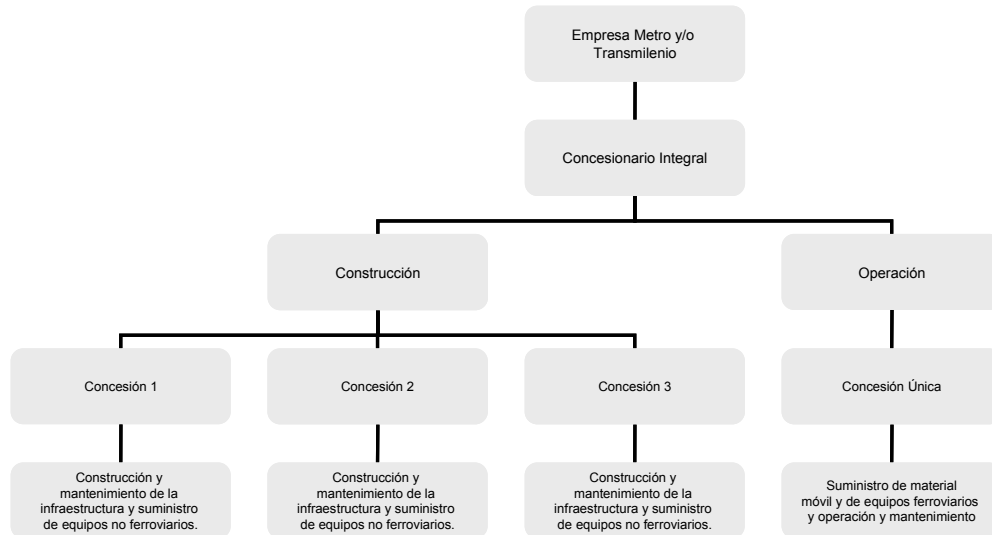 Empresa Metro y/o
Transmilenio
Concesionario Integral
Construcción
Operación
Concesión 1
Concesión 2
Concesión 3
Concesión Única
Construcción y
mantenimiento de la
infraestructura y suministro
de equipos no ferroviarios.
Construcción y
mantenimiento de la
infraestructura y suministro
de equipos no ferroviarios.
Construcción y
mantenimiento de la
infraestructura y suministro
de equipos no ferroviarios.
Suministro de material
móvil y de equipos ferroviarios
y operación y mantenimiento